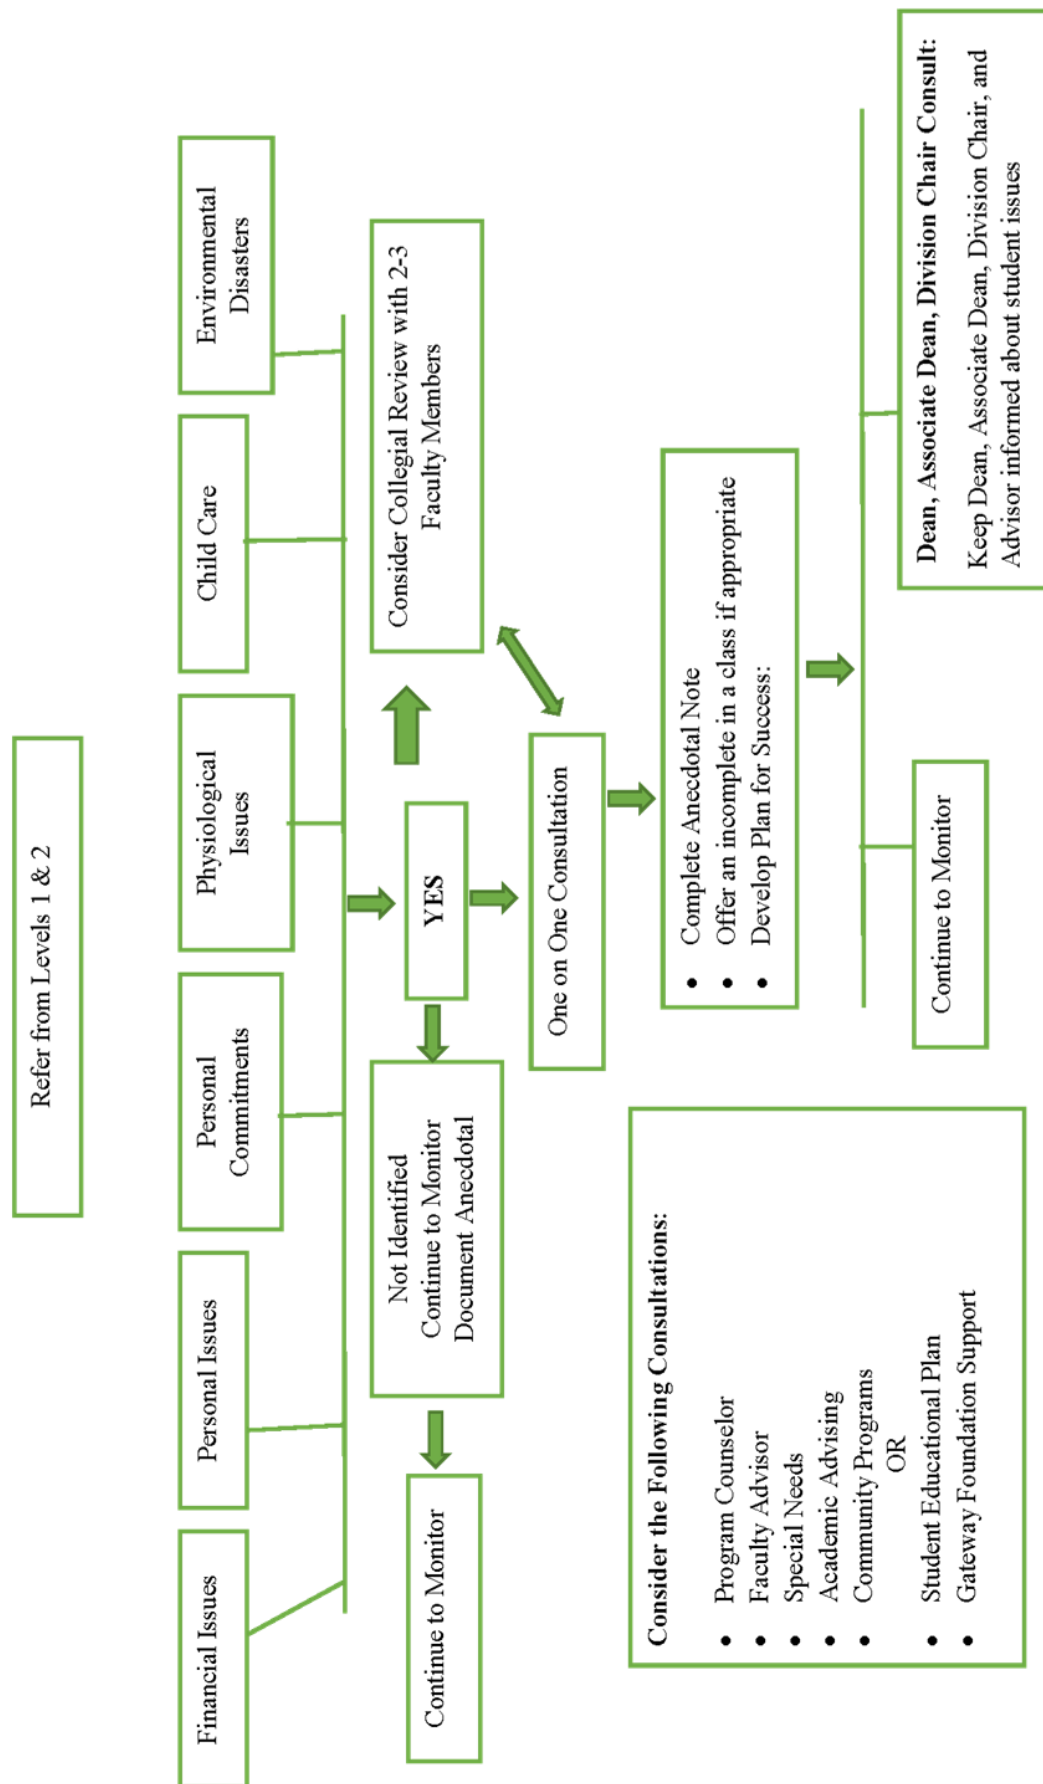 Refer from Levels 1 & 2
Financial Issues
Personal Issues
Personal
Commitments
Physiological
Issues
Child Care
Environmental
Disasters
Continue to Monitor
Not Identified
Continue to Monitor
Document Anecdotal
YES
Consider Collegial Review with 2-3
Faculty Members
One on One Consultation
Consider the Following Consultations:
• Program Counselor
• Faculty Advisor
• Special Needs
• Academic Advising
• Community Programs
OR
• Student Educational Plan
• Gateway Foundation Support
• Complete Anecdotal Note
• Offer an incomplete in a class if appropriate
• Develop Plan for Success:
Continue to Monitor
Dean, Associate Dean, Division Chair Consult:
Keep Dean, Associate Dean, Division Chair, and
Advisor informed about student issues